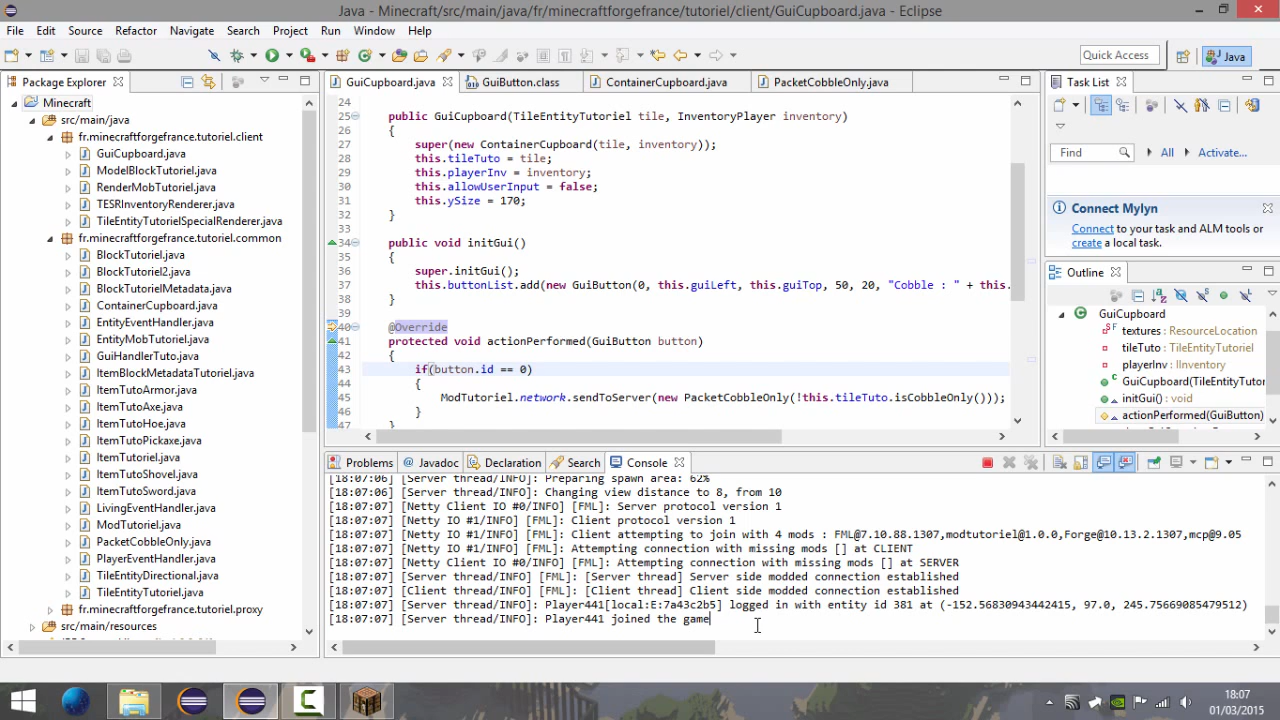 Java - Minecraft/src/main/java/fr/minecraftforgefrance/tutoriel/client/GuiCupboard.java - Eclipse
File Edit Source Refactor Navigate Search Project Run Window Help
Quick Access
Java
Package Explorer
Minecraft
src/main/java
fr.minecraftforgefrance.tutoriel.client
GuiCupboard.java
ModelBlockTutoriel.java
RenderMobTutoriel.java
TESRInventoryRenderer.java
TileEntityTutorielSpecialRenderer.java
fr.minecraftforgefrance.tutoriel.common
BlockTutoriel.java
BlockTutoriel2.java
BlockTutorielMetadata.java
ContainerCupboard.java
EntityEventHandler.java
EntityMobTutoriel.java
GuiHandlerTuto.java
ItemBlockMetadataTutoriel.java
ItemTutoArmor.java
ItemTutoAxe.java
ItemTutoHoe.java
ItemTutoPickaxe.java
ItemTutoriel.java
ItemTutoShovel.java
ItemTutoSword.java
LivingEventHandler.java
ModTutoriel.java
PacketCobbleOnly.java
PlayerEventHandler.java
TileEntityDirectional.java
TileEntityTutoriel.java
fr.minecraftforgefrance.tutoriel.proxy
src/main/resources
GuiCupboard.java GuiButton.class ContainerCupboard.java PacketCobbleOnly.java
24
25 public GuiCupboard(TileEntityTutoriel tile, InventoryPlayer inventory)
26 {
27 super(new ContainerCupboard(tile, inventory));
28 this.tileTuto = tile;
29 this.playerInv = inventory;
30 this.allowUserInput = false;
31 this.ySize = 170;
32 }
33
34 public void initGui()
35 {
36 super.initGui();
37 this.buttonList.add(new GuiButton(0, this.guiLeft, this.guiTop, 50, 20, "Cobble : " + this.
38 }
39
40 @Override
41 protected void actionPerformed(GuiButton button)
42 {
43 if(button.id == 0)
44 {
45 ModTutoriel.network.sendToServer(new PacketCobbleOnly(!this.tileTuto.isCobbleOnly()));
46 }
47 }
Problems Javadoc Declaration Search Console
[18:07:06] [Server thread/INFO]: Preparing spawn area: 62%
[18:07:07] [Server thread/INFO]: Changing view distance to 8, from 10
[18:07:07] [Netty Client IO #0/INFO] [FML]: Server protocol version 1
[18:07:07] [Netty IO #1/INFO] [FML]: Client protocol version 1
[18:07:07] [Netty IO #1/INFO] [FML]: Client attempting to join with 4 mods : FML@7.10.88.1307,modtutoriel@1.0.0,Forge@10.13.2.1307,mcp@9.05
[18:07:07] [Netty IO #1/INFO] [FML]: Attempting connection with missing mods [] at CLIENT
[18:07:07] [Netty Client IO #0/INFO] [FML]: Attempting connection with missing mods [] at SERVER
[18:07:07] [Server thread/INFO] [FML]: [Server thread] Server side modded connection established
[18:07:07] [Client thread/INFO] [FML]: [Client thread] Client side modded connection established
[18:07:07] [Server thread/INFO]: Player441[local:E:7a43c2b5] logged in with entity id 381 at (-152.56830943442415, 97.0, 245.75669085479512)
[18:07:07] [Server thread/INFO]: Player441 joined the game
Task List
Find All Activate...
Connect Mylyn
Connect to your task and ALM tools or
create a local task.
Outline
GuiCupboard
textures : ResourceLocation
tileTuto : TileEntityTutoriel
playerInv : IInventory
GuiCupboard(TileEntityTutor
initGui() : void
actionPerformed(GuiButton)
18:07
01/03/2015